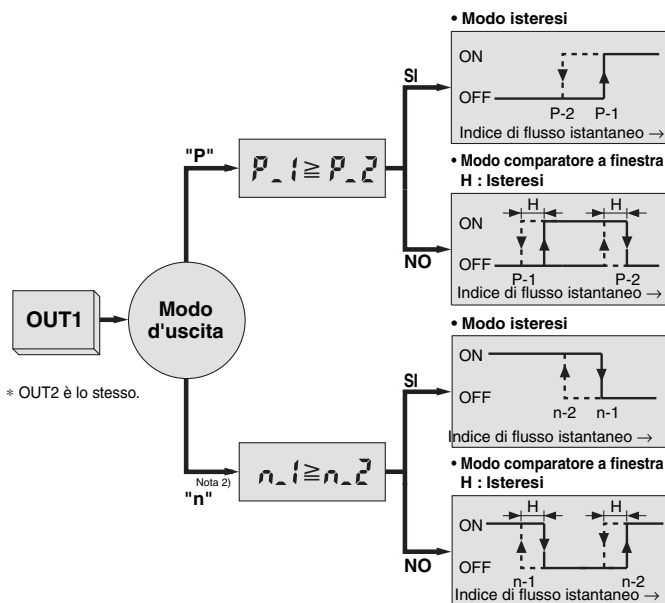 • Modo isteresi
ON
OFF
P-2 P-1
Indice di flusso istantaneo →
SI
"P"
P_1 ≧ P_2
NO
• Modo comparatore a finestra
H : Isteresi
H H
ON
OFF
P-1 P-2
Indice di flusso istantaneo →
OUT1
Modo
d'uscita
* OUT2 è lo stesso.
• Modo isteresi
ON
OFF
n-2 n-1
Indice di flusso istantaneo →
SI
Nota 2)
"n"
n_1 ≧ n_2
NO
• Modo comparatore a finestra
H : Isteresi
H H
ON
OFF
n-1 n-2
Indice di flusso istantaneo →